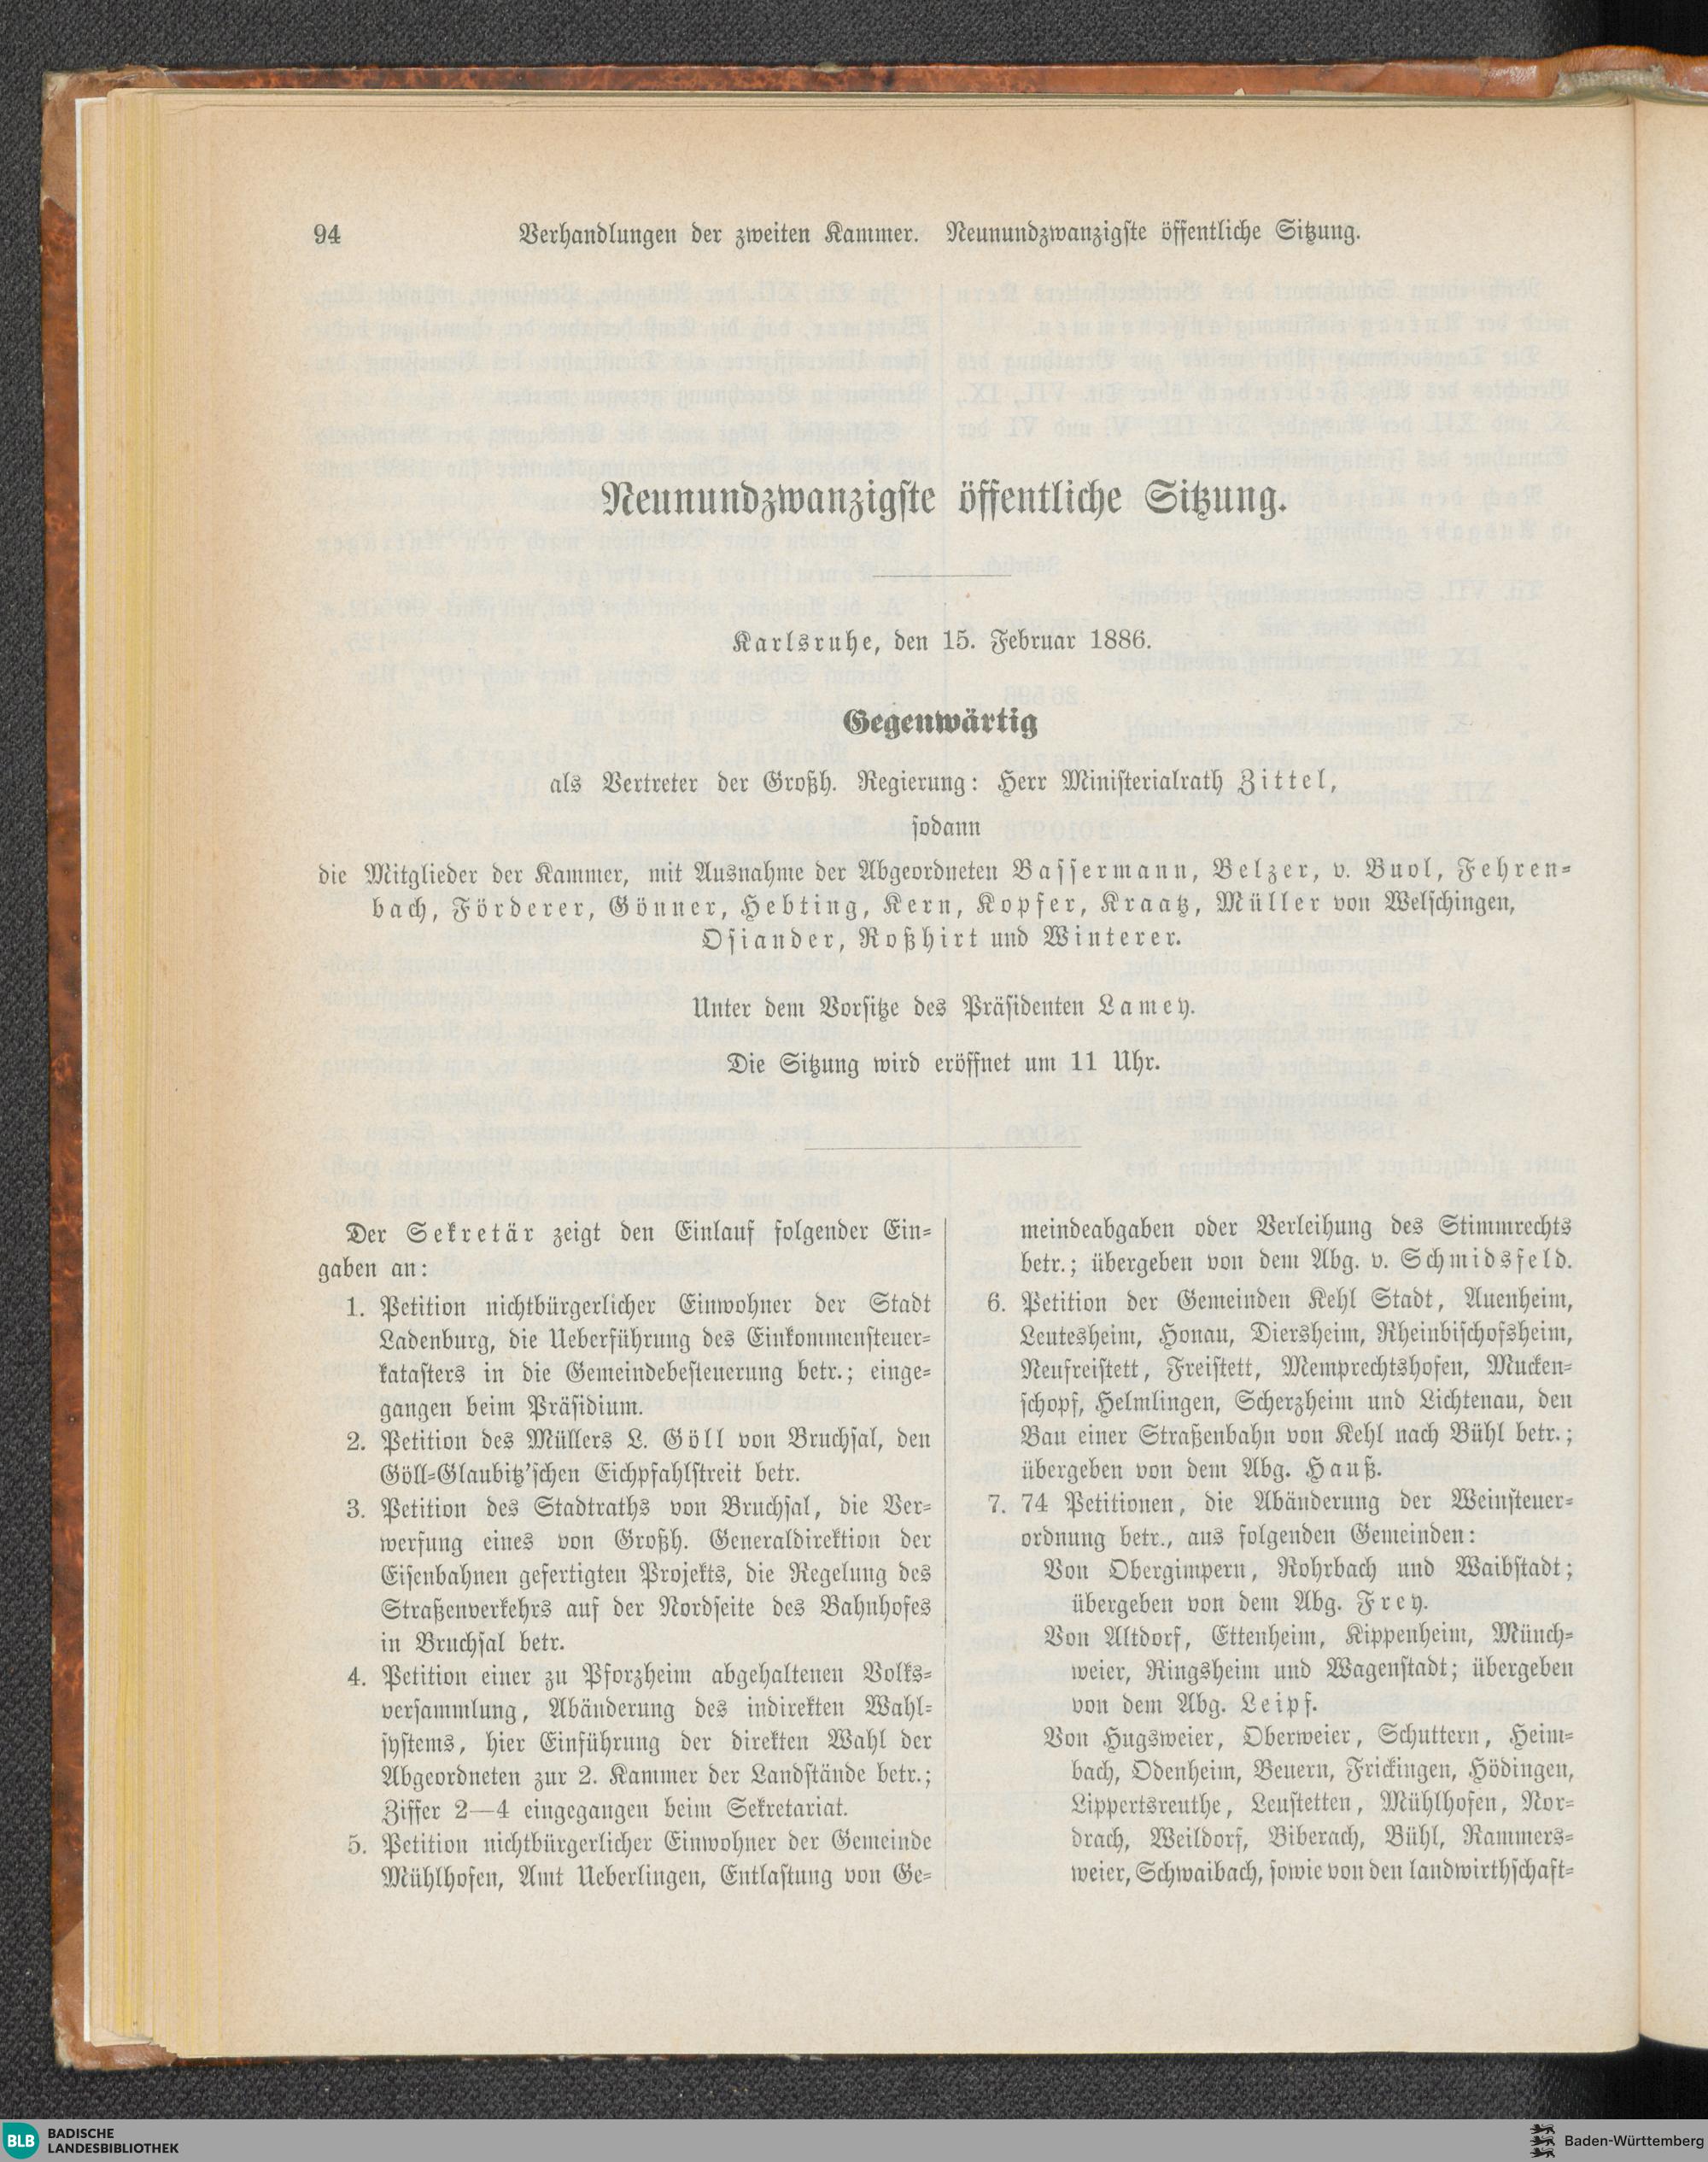 94 Verhandlungen der zweiten Kammer. Neunundzwanzigste öffentliche Sitzung.
Neunundzwanzigste öffentliche Sitzung.
Karlsruhe, den 15. Februar 1886.
Gegenwärtig
als Vertreter der Großh. Regierung: Herr Ministerialrath Zittel,
sodann
die Mitglieder der Kammer, mit Ausnahme der Abgeordneten Bassermann, Belzer, v. Buol, Fehren-
bach, Förderer, Gönner, Hebting, Kern, Kopfer, Kraatz, Müller von Welschingen,
Osiander, Roßhirt und Winterer.
Unter dem Vorsitze des Präsidenten Lamey.
Die Sitzung wird eröffnet um 11 Uhr.
Der Sekretär zeigt den Einlauf folgender Ein-
gaben an:
1. Petition nichtbürgerlicher Einwohner der Stadt
Ladenburg, die Ueberführung des Einkommensteuer-
katasters in die Gemeindebesteuerung betr.; einge-
gangen beim Präsidium.
2. Petition des Müllers L. Göll von Bruchsal, den
Göll-Glaubitz'schen Eichpfahlstreit betr.
3. Petition des Stadtraths von Bruchsal, die Ver-
werfung eines von Großh. Generaldirektion der
Eisenbahnen gefertigten Projekts, die Regelung des
Straßenverkehrs auf der Nordseite des Bahnhofes
in Bruchsal betr.
4. Petition einer zu Pforzheim abgehaltenen Volks-
versammlung, Abänderung des indirekten Wahl-
systems, hier Einführung der direkten Wahl der
Abgeordneten zur 2. Kammer der Landstände betr.;
Ziffer 2—4 eingegangen beim Sekretariat.
5. Petition nichtbürgerlicher Einwohner der Gemeinde
Mühlhofen, Amt Ueberlingen, Entlastung von Ge-
meindeabgaben oder Verleihung des Stimmrechts
betr.; übergeben von dem Abg. v. Schmidsfeld.
6. Petition der Gemeinden Kehl Stadt, Auenheim,
Leutesheim, Honau, Diersheim, Rheinbischofsheim,
Neufreistett, Freistett, Memprechtshofen, Mucken-
schopf, Helmlingen, Scherzheim und Lichtenau, den
Bau einer Straßenbahn von Kehl nach Bühl betr.;
übergeben von dem Abg. Hauß.
7. 74 Petitionen, die Abänderung der Weinsteuer-
ordnung betr., aus folgenden Gemeinden:
Von Obergimpern, Rohrbach und Waibstadt;
übergeben von dem Abg. Frey.
Von Altdorf, Ettenheim, Kippenheim, Münch-
weier, Ringsheim und Wagenstadt; übergeben
von dem Abg. Leipf.
Von Hugsweier, Oberweier, Schuttern, Heim-
bach, Odenheim, Beuern, Frickingen, Hödingen,
Lippertsreuthe, Leustetten, Mühlhofen, Nor-
drach, Weildorf, Biberach, Bühl, Rammers-
weier, Schwaibach, sowie von den landwirthschaft-
BLB BADISCHE
LANDESBIBLIOTHEK
Baden-Württemberg